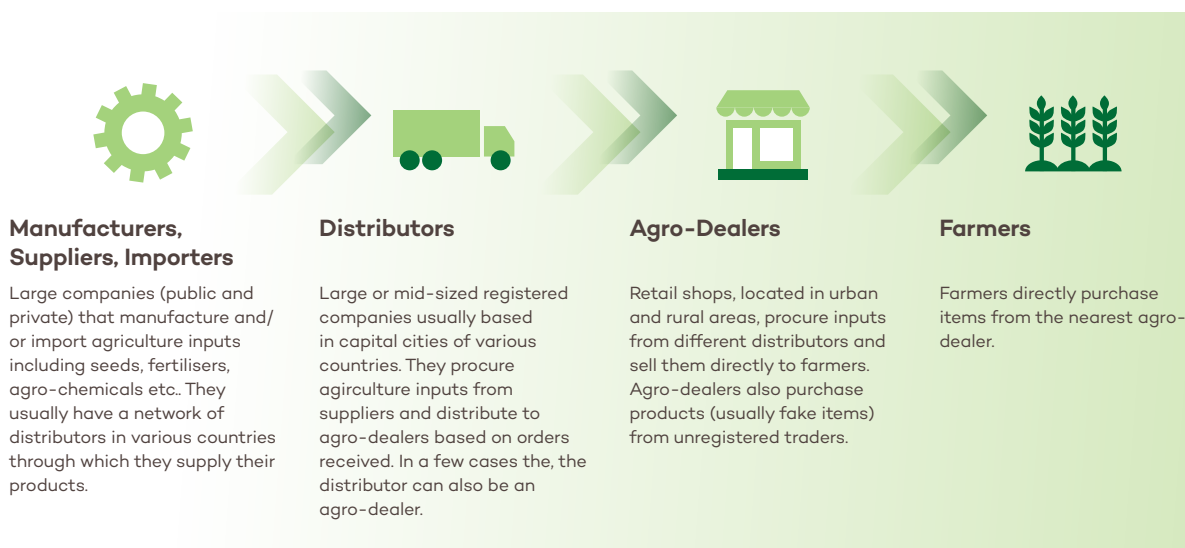 Manufacturers,
Suppliers, Importers
Large companies (public and
private) that manufacture and/
or import agriculture inputs
including seeds, fertilisers,
agro-chemicals etc.. They
usually have a network of
distributors in various countries
through which they supply their
products.
Distributors
Large or mid-sized registered
companies usually based
in capital cities of various
countries. They procure
agirculture inputs from
suppliers and distribute to
agro-dealers based on orders
received. In a few cases the, the
distributor can also be an
agro-dealer.
Agro-Dealers
Retail shops, located in urban
and rural areas, procure inputs
from different distributors and
sell them directly to farmers.
Agro-dealers also purchase
products (usually fake items)
from unregistered traders.
Farmers
Farmers directly purchase
items from the nearest agro-
dealer.